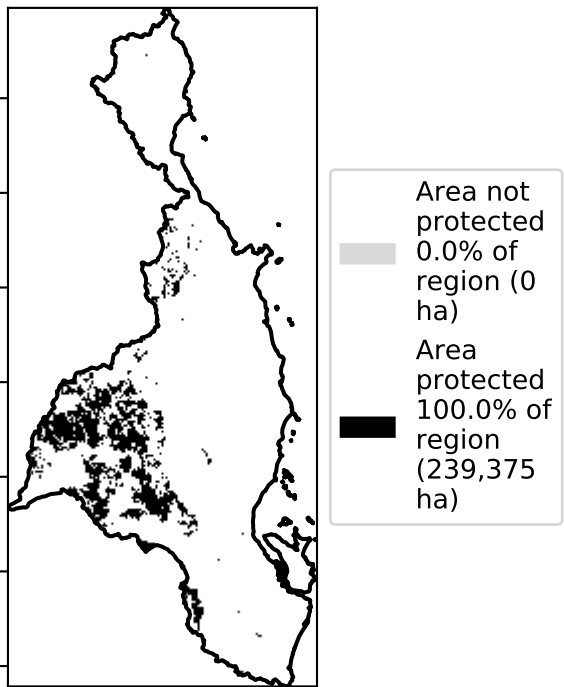 Area not
protected
0.0% of
region (0
ha)
Area
protected
100.0% of
region
(239,375
ha)